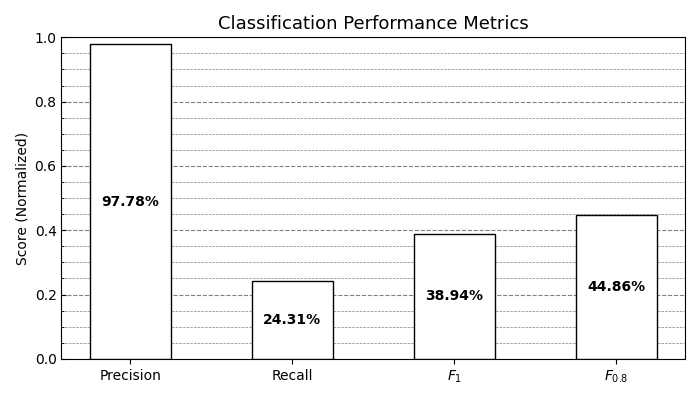 Classification Performance Metrics
Score (Normalized)
1.0
0.8
0.6
0.4
0.2
0.0
97.78%
24.31%
38.94%
44.86%
Precision
Recall
F1
F0.8